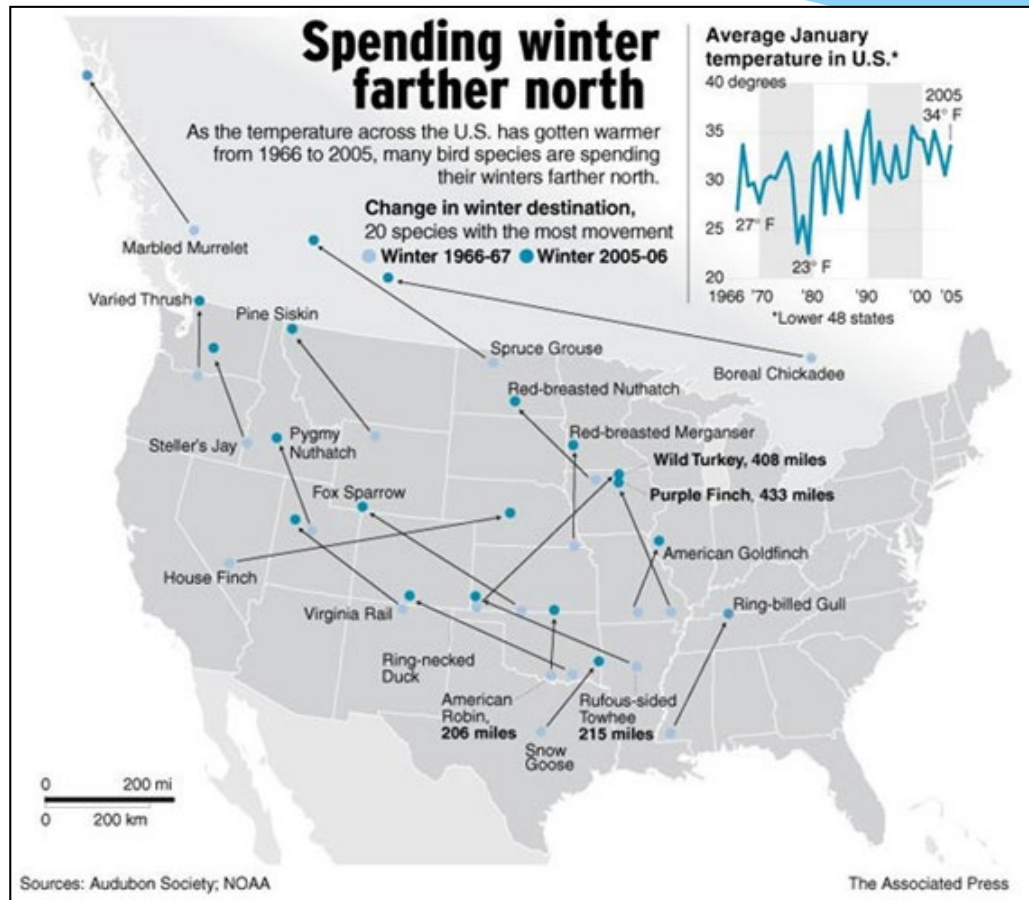 Spending winter
farther north
As the temperature across the U.S. has gotten warmer
from 1966 to 2005, many bird species are spending
their winters farther north.
Change in winter destination,
20 species with the most movement
Winter 1966-67 Winter 2005-06
Average January
temperature in U.S.*
40 degrees
35
30
25
20
2005
34° F
27° F
23° F
1966 '70 '80 '90 '00 '05
*Lower 48 states
Marbled Murrelet
Varied Thrush
Pine Siskin
Spruce Grouse
Boreal Chickadee
Red-breasted Nuthatch
Steller's Jay
Pygmy
Nuthatch
Red-breasted Merganser
Wild Turkey, 408 miles
Purple Finch, 433 miles
Fox Sparrow
American Goldfinch
House Finch
Virginia Rail
Ring-billed Gull
Ring-necked
Duck
American
Robin,
206 miles
Rufous-sided
Towhee
215 miles
Snow
Goose
0 200 mi
0 200 km
Sources: Audubon Society; NOAA
The Associated Press